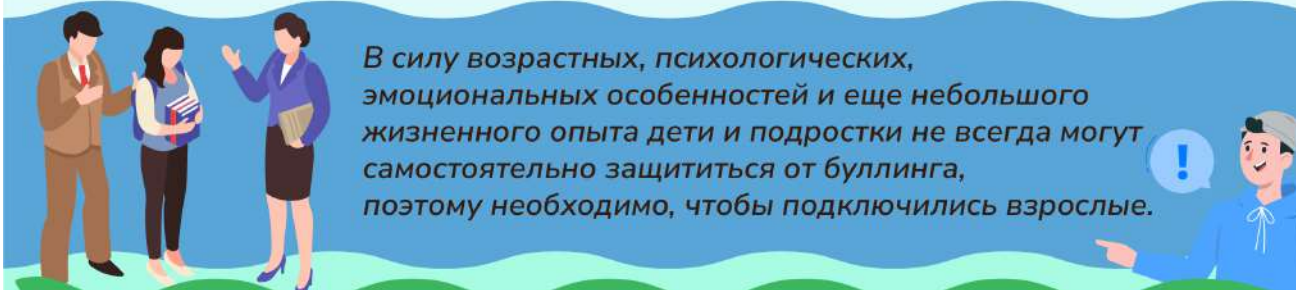 В силу возрастных, психологических,
эмоциональных особенностей и еще небольшого
жизненного опыта дети и подростки не всегда могут
самостоятельно защититься от буллинга,
поэтому необходимо, чтобы подключились взрослые.
!